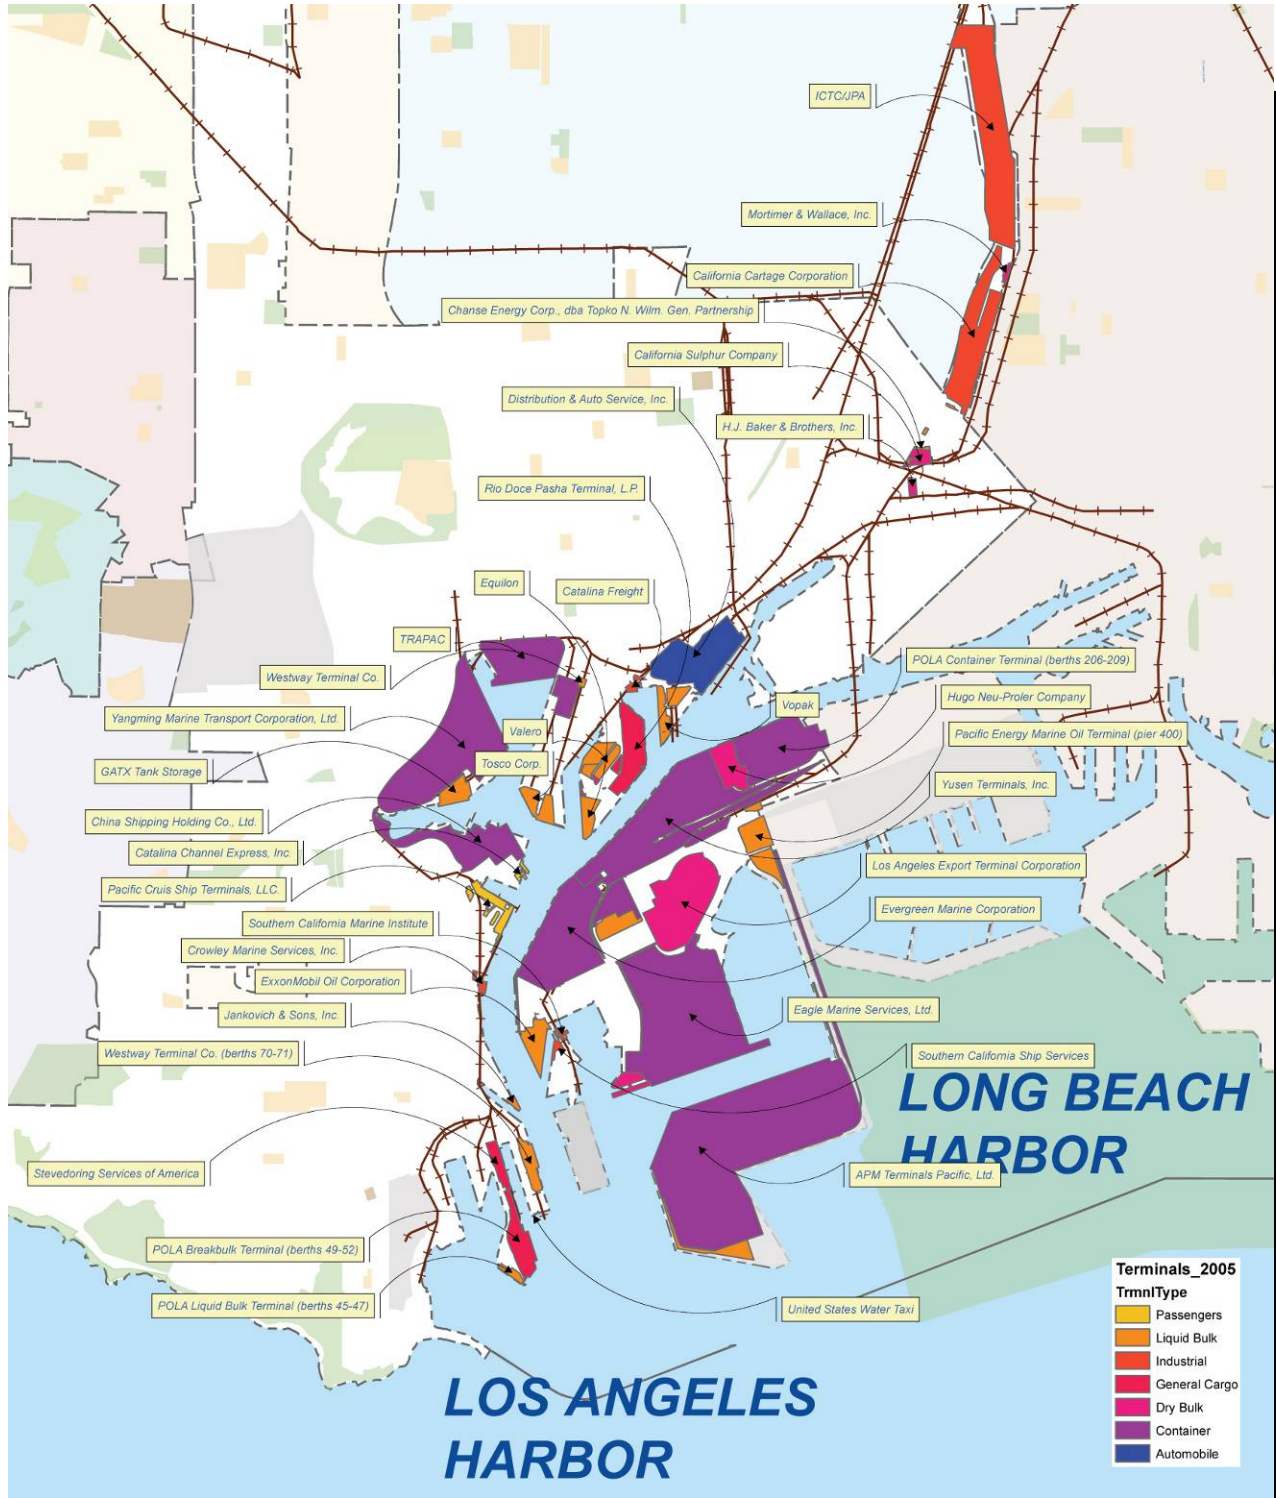 ICTC/JPA
Mortimer & Wallace, Inc.
California Cartage Corporation
Chanse Energy Corp., dba Topko N. Wilm. Gen. Partnership
California Sulphur Company
Distribution & Auto Service, Inc.
H.J. Baker & Brothers, Inc.
Rio Doce Pasha Terminal, L.P.
Equilon
Catalina Freight
TRAPAC
POLA Container Terminal (berths 206-209)
Westway Terminal Co.
Hugo Neu-Proler Company
Vopak
Yangming Marine Transport Corporation, Ltd.
Valero
Pacific Energy Marine Oil Terminal (pier 400)
Tosco Corp.
GATX Tank Storage
Yusen Terminals, Inc.
China Shipping Holding Co., Ltd.
Catalina Channel Express, Inc.
Los Angeles Export Terminal Corporation
Pacific Cruis Ship Terminals, LLC.
Evergreen Marine Corporation
Southern California Marine Institute
Crowley Marine Services, Inc.
ExxonMobil Oil Corporation
Eagle Marine Services, Ltd.
Jankovich & Sons, Inc.
Westway Terminal Co. (berths 70-71)
Southern California Ship Services
LONG BEACH
HARBOR
Stevedoring Services of America
APM Terminals Pacific, Ltd.
POLA Breakbulk Terminal (berths 49-52)
POLA Liquid Bulk Terminal (berths 45-47)
United States Water Taxi
Terminals_2005
TrmnlType
Passengers
Liquid Bulk
Industrial
General Cargo
Dry Bulk
Container
Automobile
LOS ANGELES
HARBOR